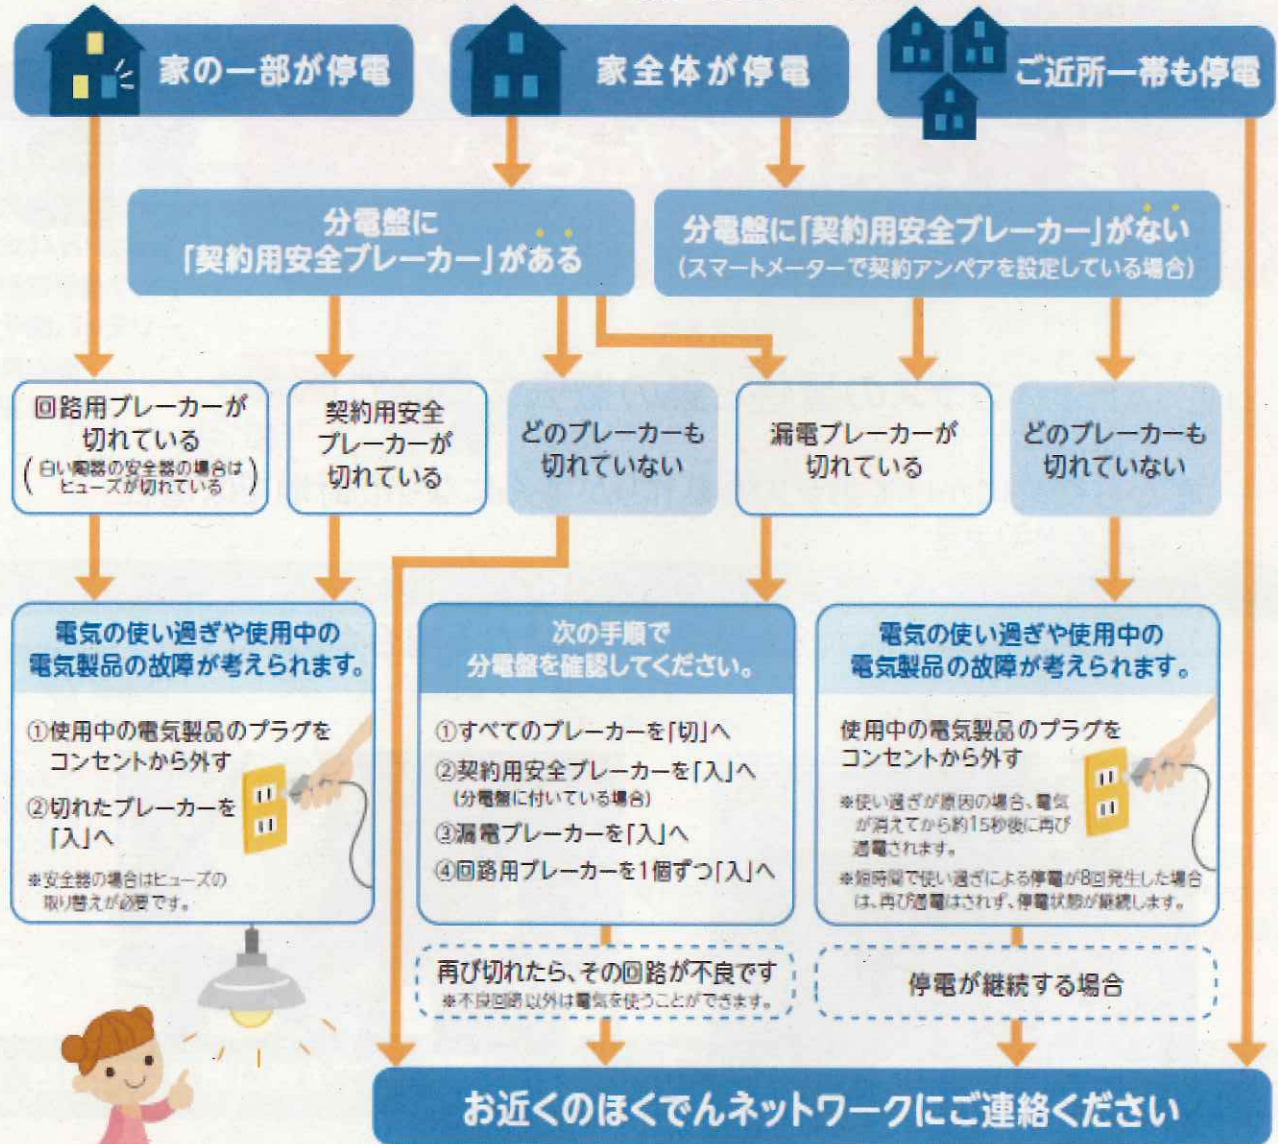 家の一部が停電
家全体が停電
ご近所一帯も停電
分電盤に
「契約用安全ブレーカー」がある
分電盤に「契約用安全ブレーカー」がない
(スマートメーターで契約アンペアを設定している場合)
回路用ブレーカーが
切れている
(白い陶器の安全器の場合は
ヒューズが切れている)
契約用安全
ブレーカーが
切れている
どのブレーカーも
切れていない
漏電ブレーカーが
切れている
どのブレーカーも
切れていない
電気の使い過ぎや使用中の
電気製品の故障が考えられます。
①使用中の電気製品のプラグを
コンセントから外す
②切れたブレーカーを
「入」へ
※安全器の場合はヒューズの
取り替えが必要です。
次の手順で
分電盤を確認してください。
①すべてのブレーカーを「切」へ
②契約用安全ブレーカーを「入」へ
(分電盤に付いている場合)
③漏電ブレーカーを「入」へ
④回路用ブレーカーを1個ずつ「入」へ
再び切れたら、その回路が不良です
※不良回路以外は電気を使うことができます。
電気の使い過ぎや使用中の
電気製品の故障が考えられます。
使用中の電気製品のプラグを
コンセントから外す
※使い過ぎが原因の場合、電気
が消えてから約15秒後に再び
通電されます。
※短時間で使い過ぎによる停電が8回発生した場合
は、再び通電はされず、停電状態が継続します。
停電が継続する場合
お近くのほくでんネットワークにご連絡ください